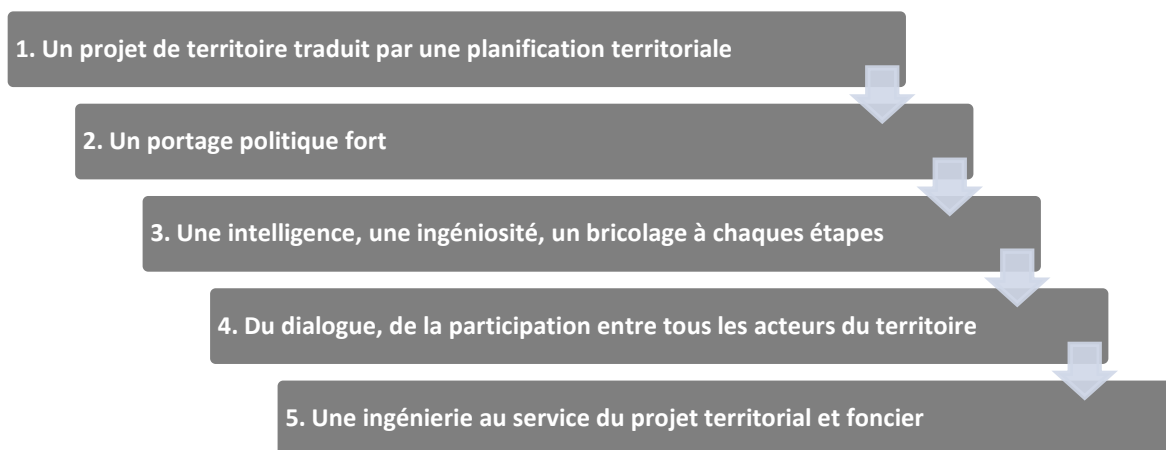 1. Un projet de territoire traduit par une planification territoriale
2. Un portage politique fort
3. Une intelligence, une ingéniosité, un bricolage à chaques étapes
4. Du dialogue, de la participation entre tous les acteurs du territoire
5. Une ingénierie au service du projet territorial et foncier